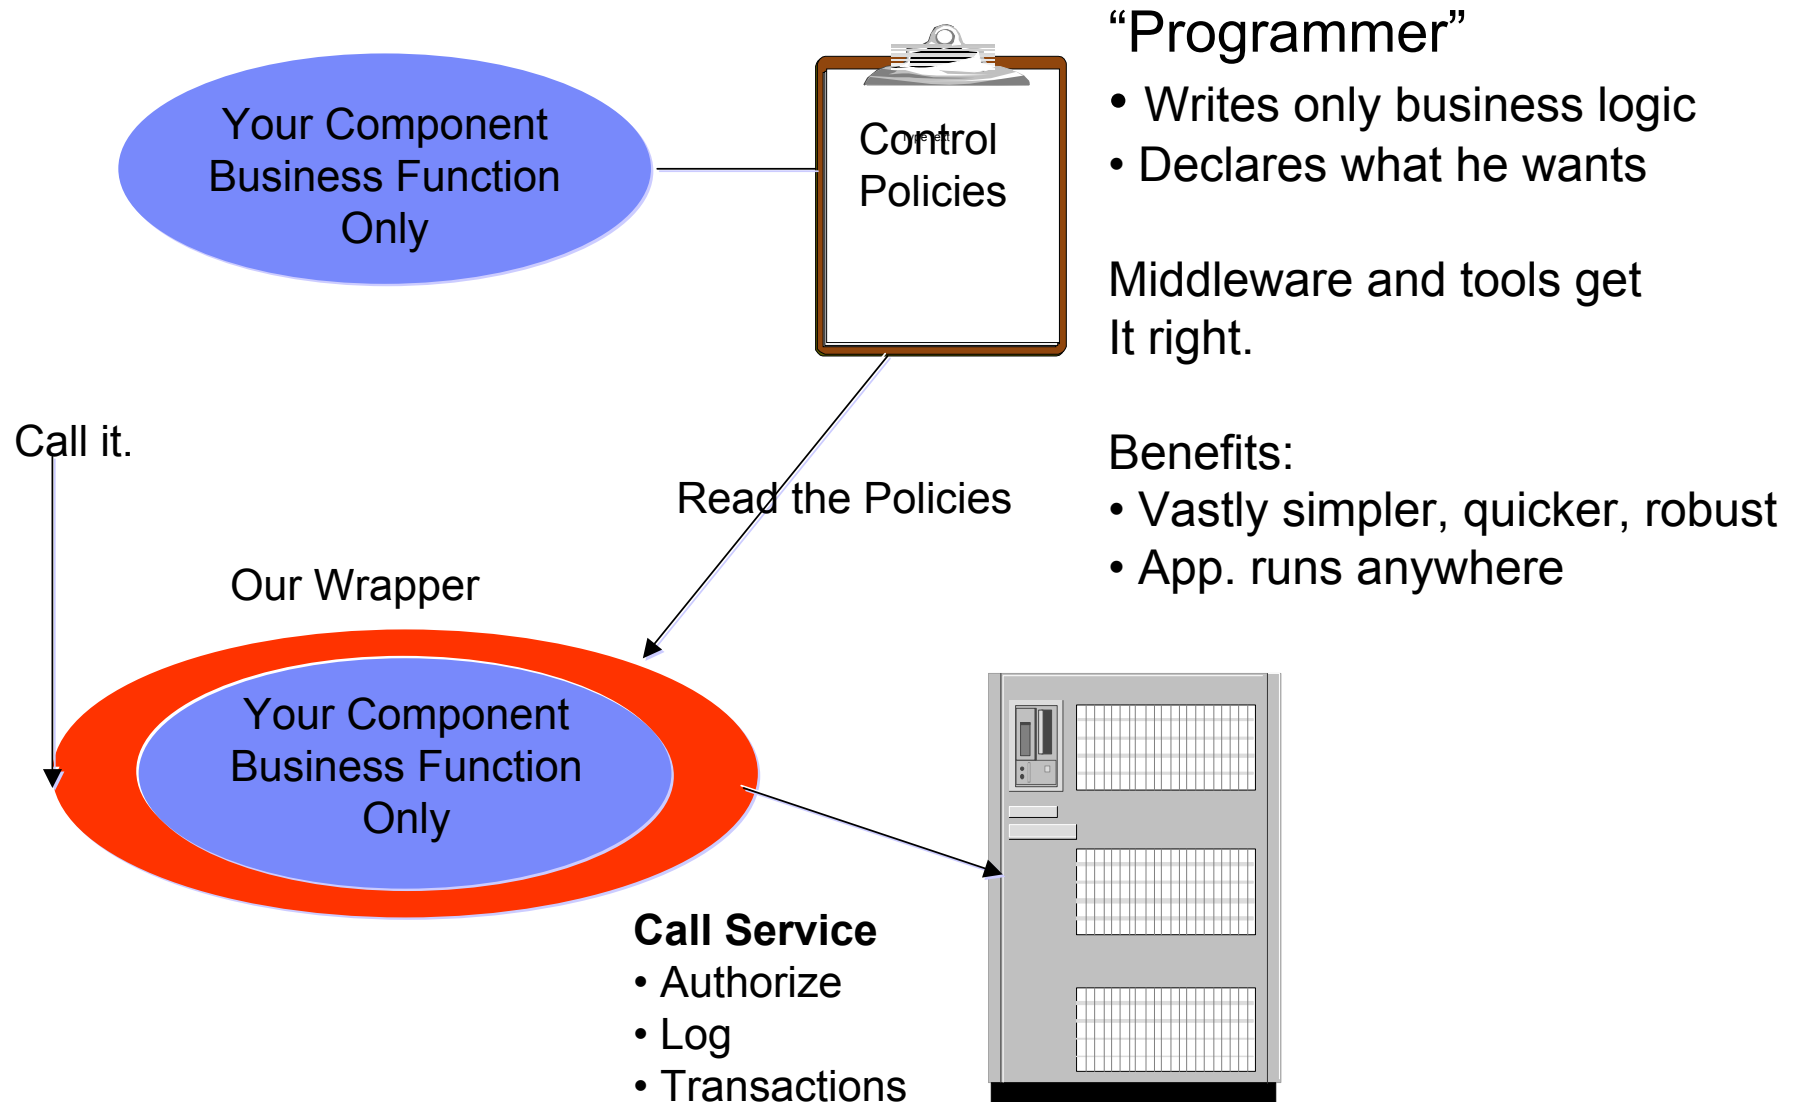 Your Component
Business Function
Only
Type text
Control
Policies
“Programmer”
• Writes only business logic
• Declares what he wants
Middleware and tools get
It right.
Benefits:
• Vastly simpler, quicker, robust
• App. runs anywhere
Call it.
Read the Policies
Our Wrapper
Your Component
Business Function
Only
Call Service
• Authorize
• Log
• Transactions